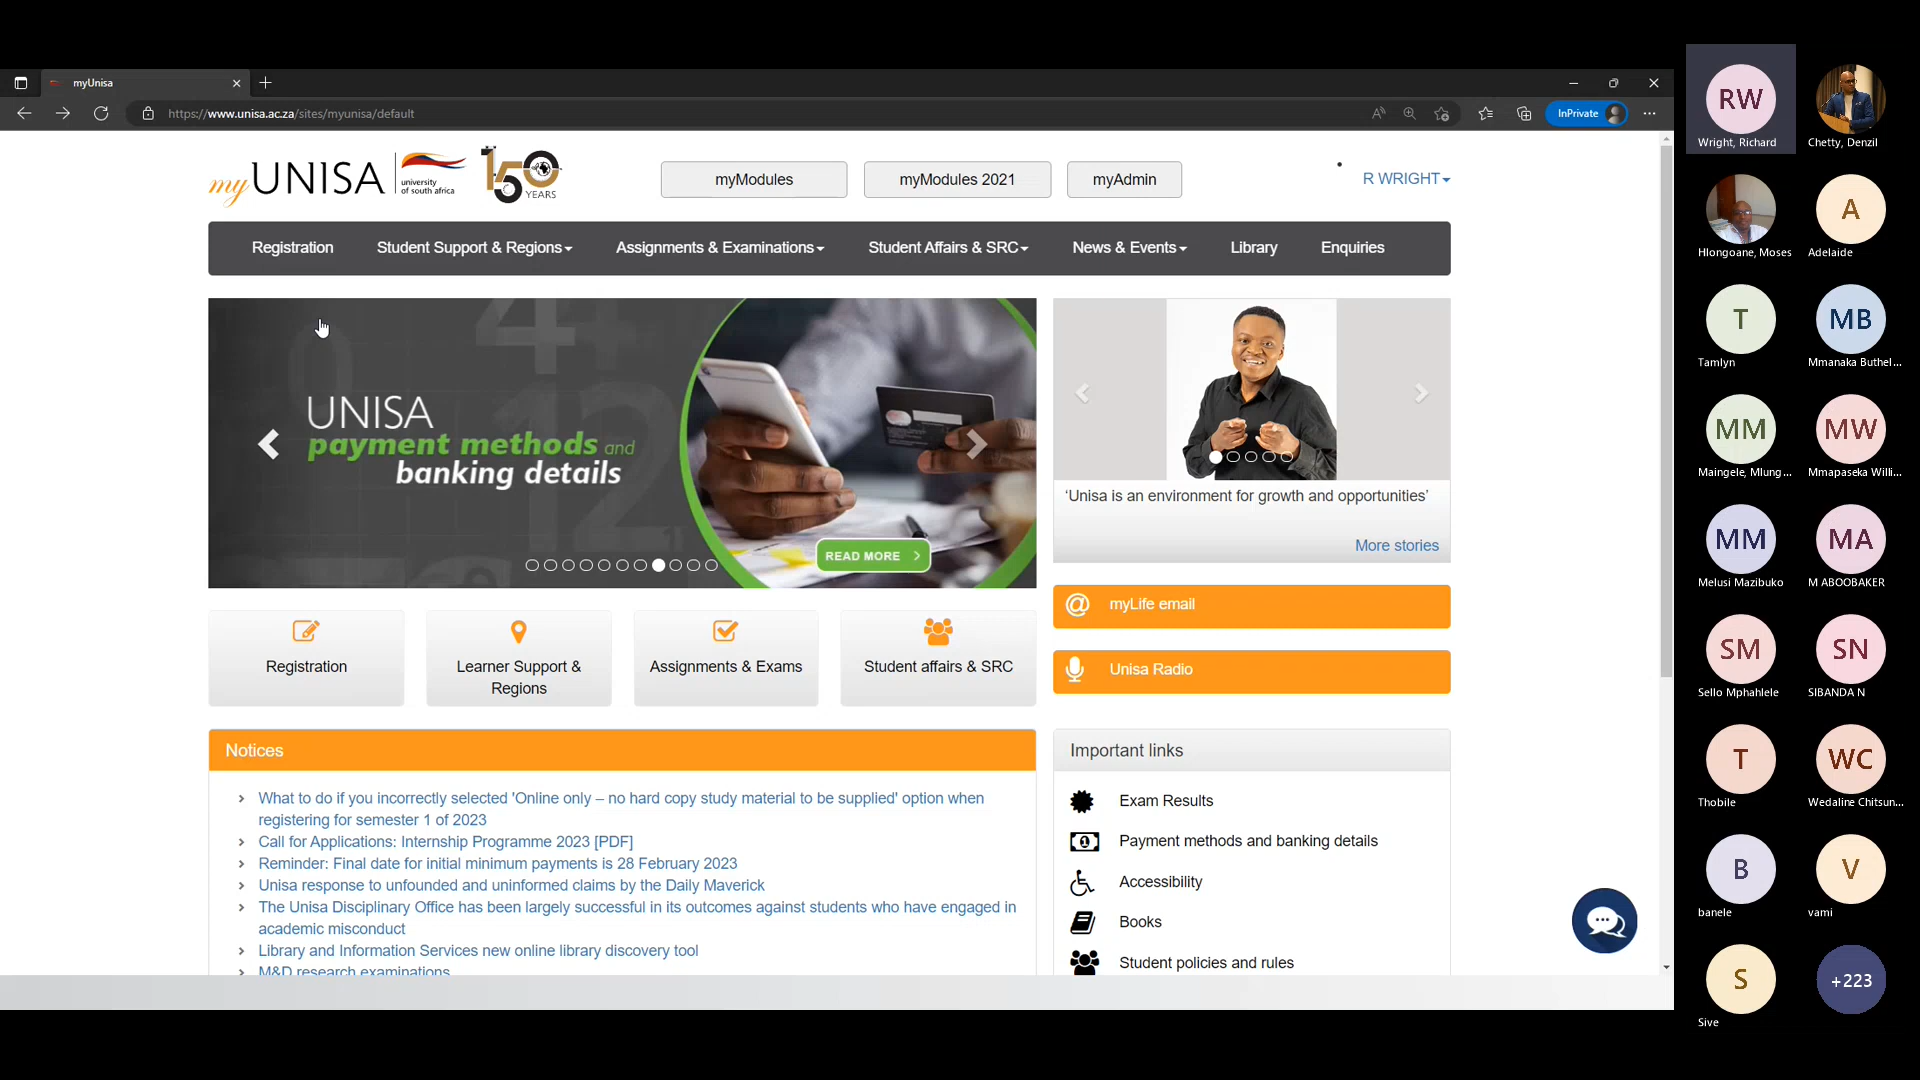 myUnisa
https://www.unisa.ac.za/sites/myunisa/default
InPrivate
myUNISA
university
of south africa
150
YEARS
myModules
myModules 2021
myAdmin
R WRIGHT
Registration
Student Support & Regions
Assignments & Examinations
Student Affairs & SRC
News & Events
Library
Enquiries
UNISA
payment methods and
banking details
READ MORE
‘Unisa is an environment for growth and opportunities’
More stories
myLife email
Unisa Radio
Registration
Learner Support &
Regions
Assignments & Exams
Student affairs & SRC
Notices
What to do if you incorrectly selected 'Online only – no hard copy study material to be supplied' option when
registering for semester 1 of 2023
Call for Applications: Internship Programme 2023 [PDF]
Reminder: Final date for initial minimum payments is 28 February 2023
Unisa response to unfounded and uninformed claims by the Daily Maverick
The Unisa Disciplinary Office has been largely successful in its outcomes against students who have engaged in
academic misconduct
Library and Information Services new online library discovery tool
M&D research examinations
Important links
Exam Results
Payment methods and banking details
Accessibility
Books
Student policies and rules
RW
Wright, Richard
Chetty, Denzil
Hlongoane, Moses
A
Adelaide
T
Tamlyn
MB
Mmanaka Buthel...
MM
Maingele, Mlung...
MW
Mmapaseka Willi...
MM
Melusi Mazibuko
MA
M ABOOBAKER
SM
Sello Mphahlele
SN
SIBANDA N
T
Thobile
WC
Wedaline Chitsun...
B
banele
V
vami
S
Sive
+223